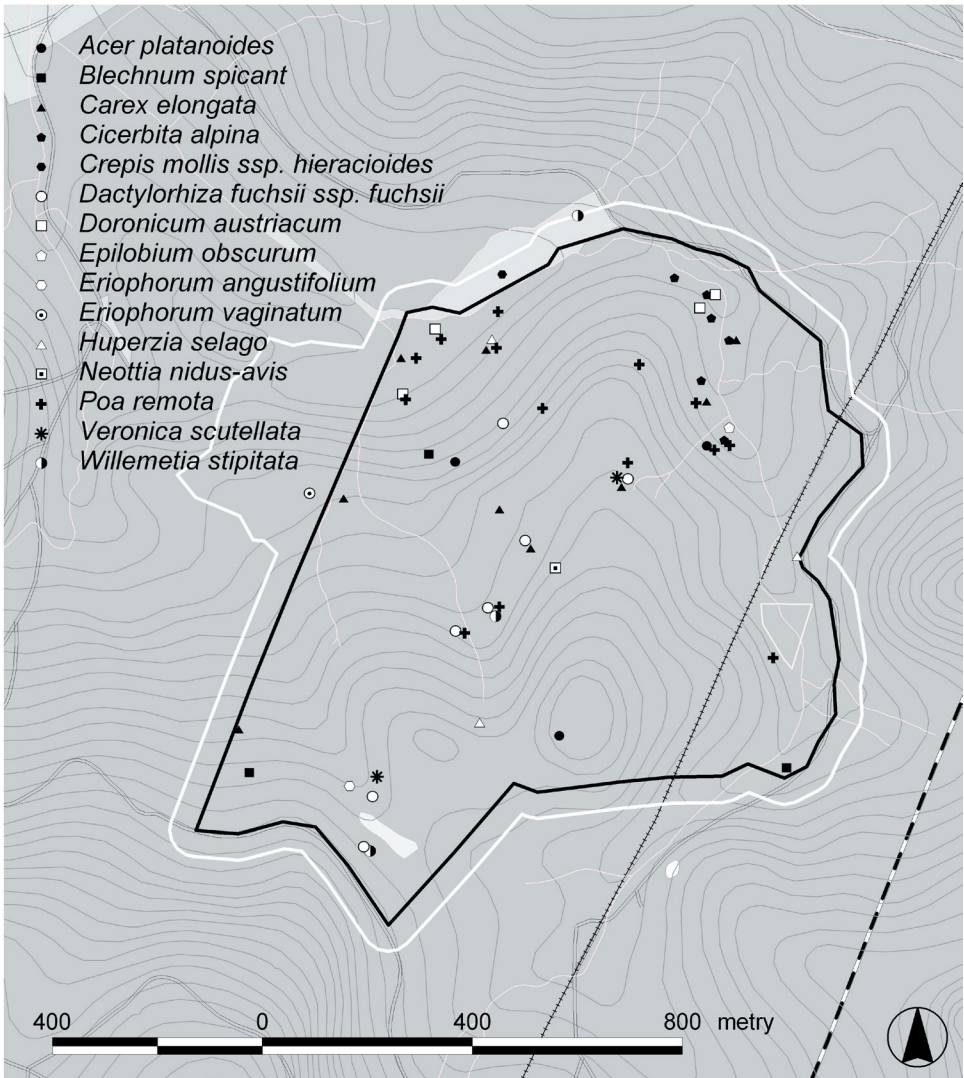 Acer platanoides
Blechnum spicant
Carex elongata
Cicerbita alpina
Crepis mollis ssp. hieracioides
Dactylorhiza fuchsii ssp. fuchsii
Doronicum austriacum
Epilobium obscurum
Eriophorum angustifolium
Eriophorum vaginatum
Huperzia selago
Neottia nidus-avis
Poa remota
Veronica scutellata
Willemetia stipitata
400 0 400 800 metry